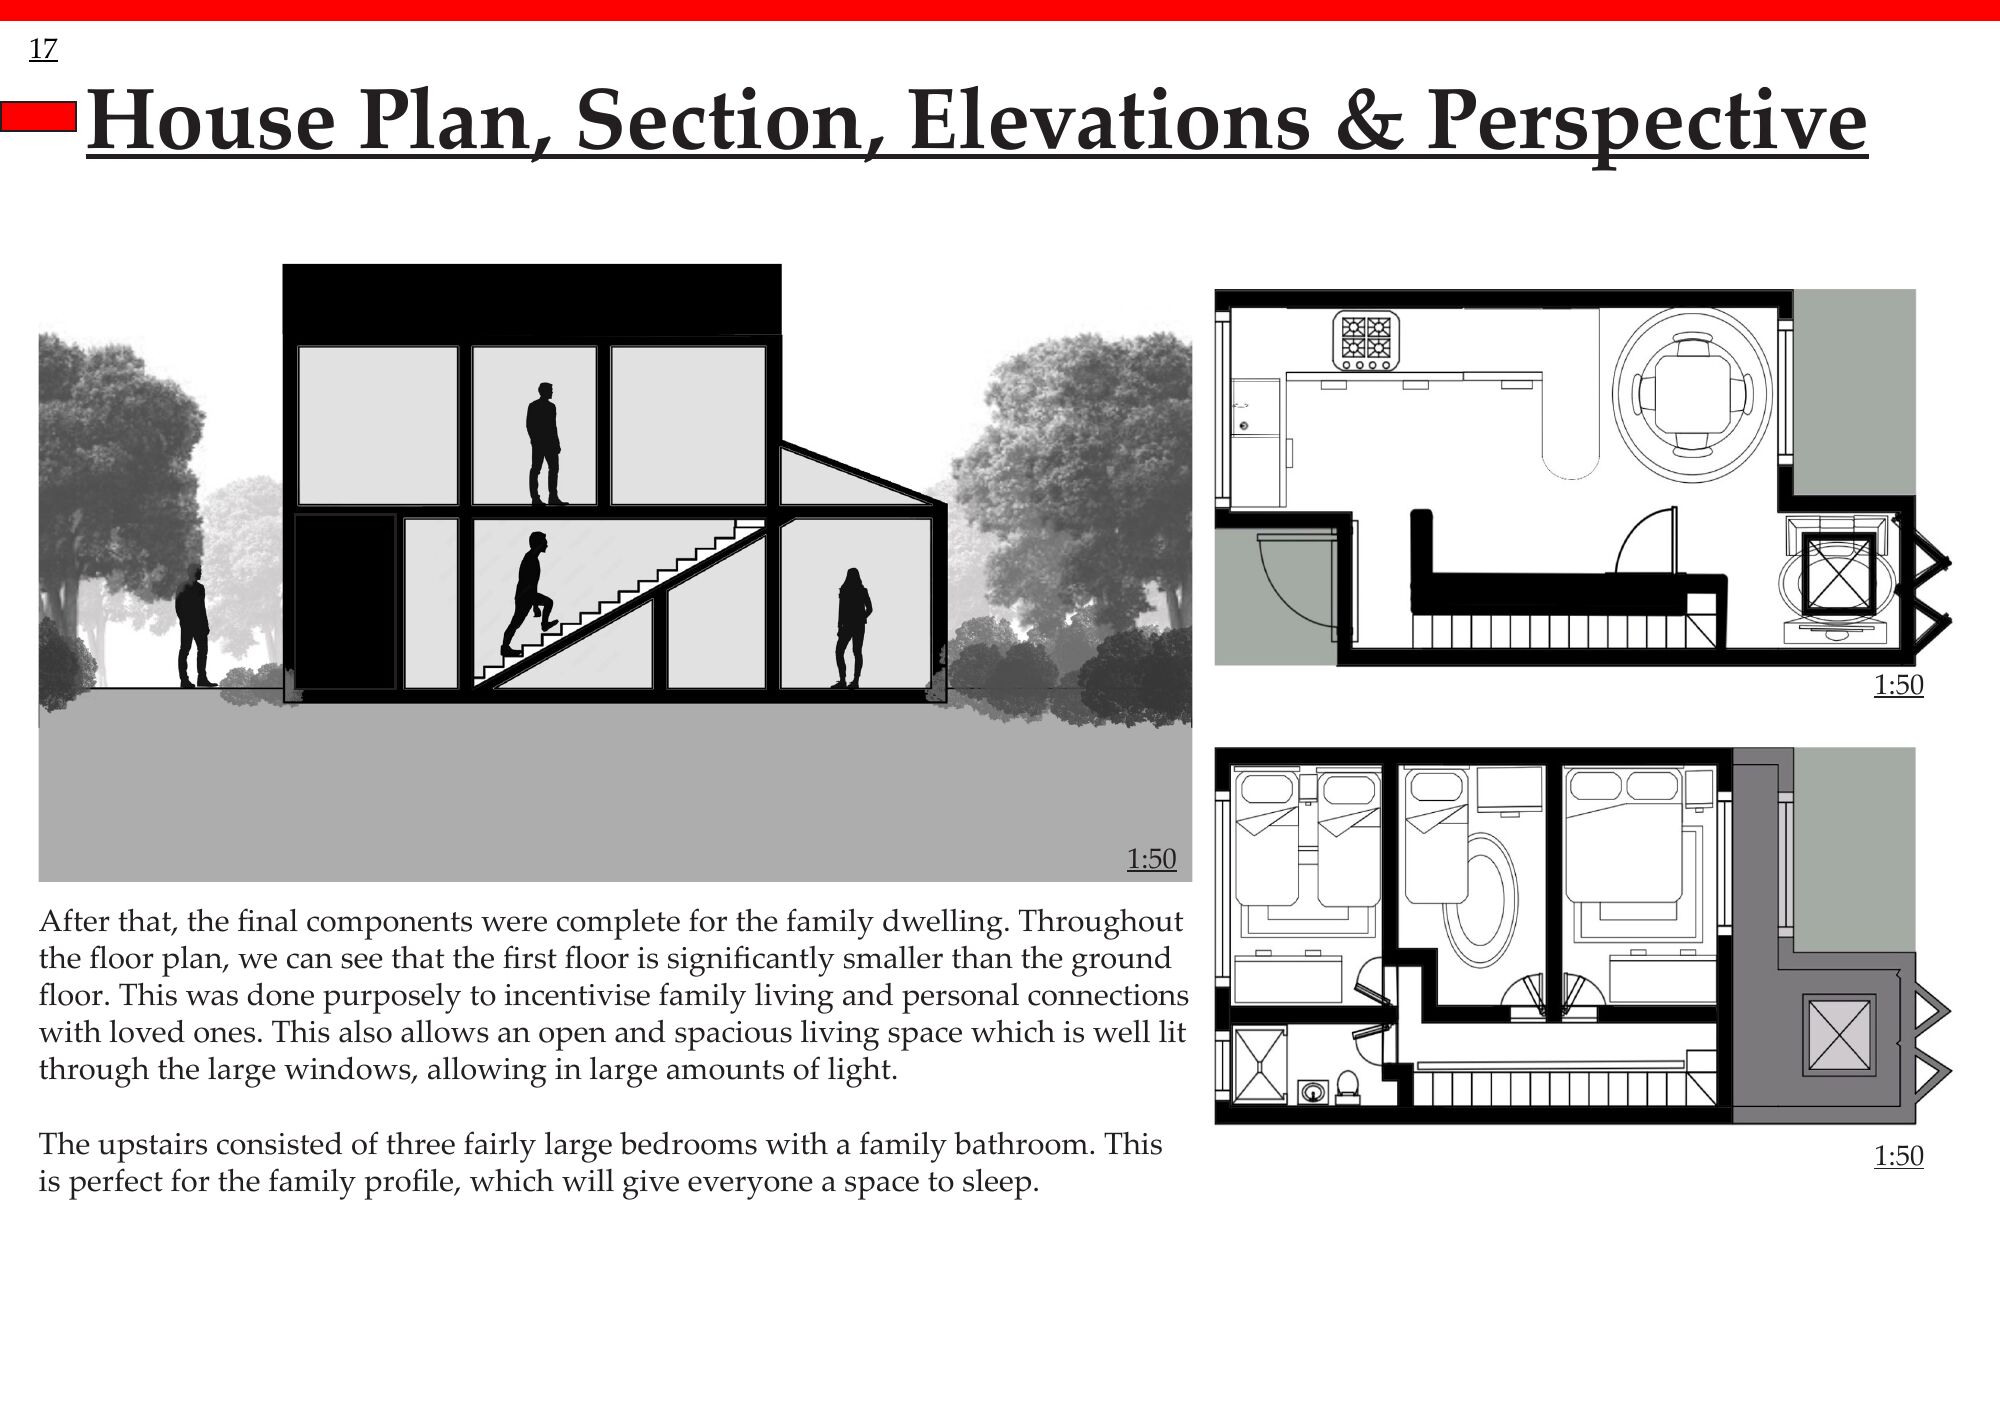 17
House Plan, Section, Elevations & Perspective
1:50
After that, the final components were complete for the family dwelling. Throughout
the floor plan, we can see that the first floor is significantly smaller than the ground
floor. This was done purposely to incentivise family living and personal connections
with loved ones. This also allows an open and spacious living space which is well lit
through the large windows, allowing in large amounts of light.
The upstairs consisted of three fairly large bedrooms with a family bathroom. This
is perfect for the family profile, which will give everyone a space to sleep.
1:50
1:50